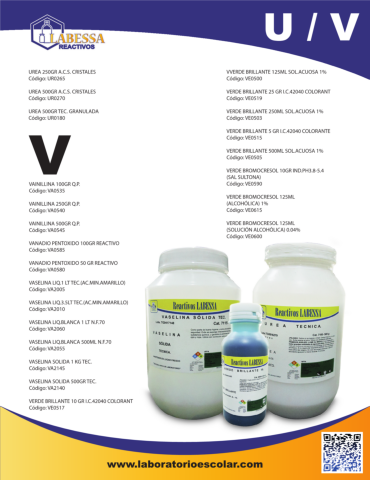 LABESSA
REACTIVOS
U / V
UREA 250GR A.C.S. CRISTALES
Código: UR0265
UREA 500GR A.C.S. CRISTALES
Código: UR0270
UREA 500GR TEC. GRANULADA
Código: UR0180
V
VAINILLINA 100GR Q.P.
Código: VA0535
VAINILLINA 250GR Q.P.
Código: VA0540
VAINILLINA 500GR Q.P.
Código: VA0545
VANADIO PENTOXIDO 100GR REACTIVO
Código: VA0585
VANADIO PENTOXIDO 50 GR REACTIVO
Código: VA0580
VASELINA LIQ.1 LT TEC.(AC.MIN.AMARILLO)
Código: VA2005
VASELINA LIQ.3.5LT TEC.(AC.MIN.AMARILLO)
Código: VA2010
VASELINA LIQ.BLANCA 1 LT N.F.70
Código: VA2060
VASELINA LIQ.BLANCA 500ML N.F.70
Código: VA2055
VASELINA SOLIDA 1 KG TEC.
Código: VA2145
VASELINA SOLIDA 500GR TEC.
Código: VA2140
VERDE BRILLANTE 10 GR I.C.42040 COLORANT
Código: VE0517
VVERDE BRILLANTE 125ML SOL.ACUOSA 1%
Código: VE0500
VERDE BRILLANTE 25 GR I.C.42040 COLORANT
Código: VE0519
VERDE BRILLANTE 250ML SOL.ACUOSA 1%
Código: VE0503
VERDE BRILLANTE 5 GR I.C.42040 COLORANTE
Código: VE0515
VERDE BRILLANTE 500ML SOL.ACUOSA 1%
Código: VE0505
VERDE BROMOCRESOL 10GR IND.PH3.8-5.4
(SAL SULTONA)
Código: VE0590
VERDE BROMOCRESOL 125ML
(ALCOHÓLICA) 1%
Código: VE0615
VERDE BROMOCRESOL 125ML
(SOLUCIÓN ALCOHÓLICA) 0.04%
Código: VE0600
Reactivos LABESSA
VASELINA SÓLIDA TEC.
VASELINA
SÓLIDA
Reactivos LABESSA
UREA TECNICA.
Reactivos LABESSA
BRILLANTE
www.laboratorioescolar.com